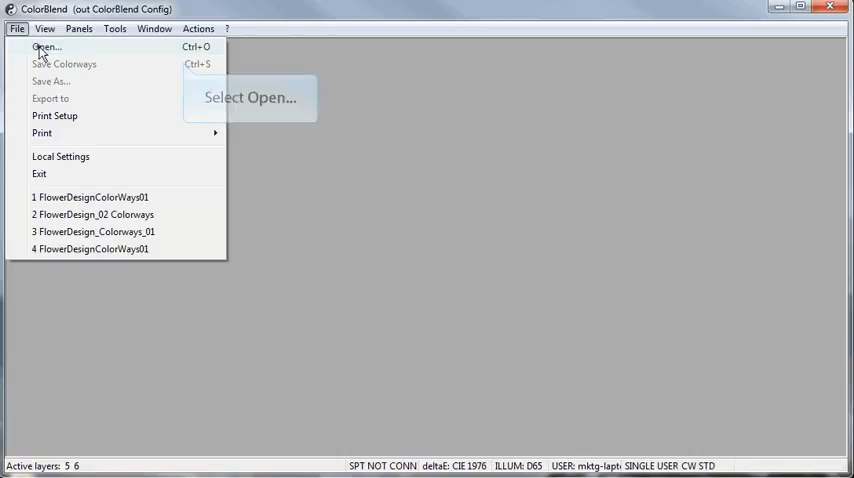 ColorBlend (out ColorBlend Config)
File View Panels Tools Window Actions ?
Open... Ctrl+O
Save Colorways Ctrl+S
Save As...
Select Open...
Export to
Print Setup
Print
Local Settings
Exit
1 FlowerDesignColorWays01
2 FlowerDesign_02 Colorways
3 FlowerDesign_Colorways_01
4 FlowerDesignColorWays01
Active layers: 5 6 SPT NOT CONN deltaE: CIE 1976 ILLUM: D65 USER: mktg-lapt SINGLE USER CW STD